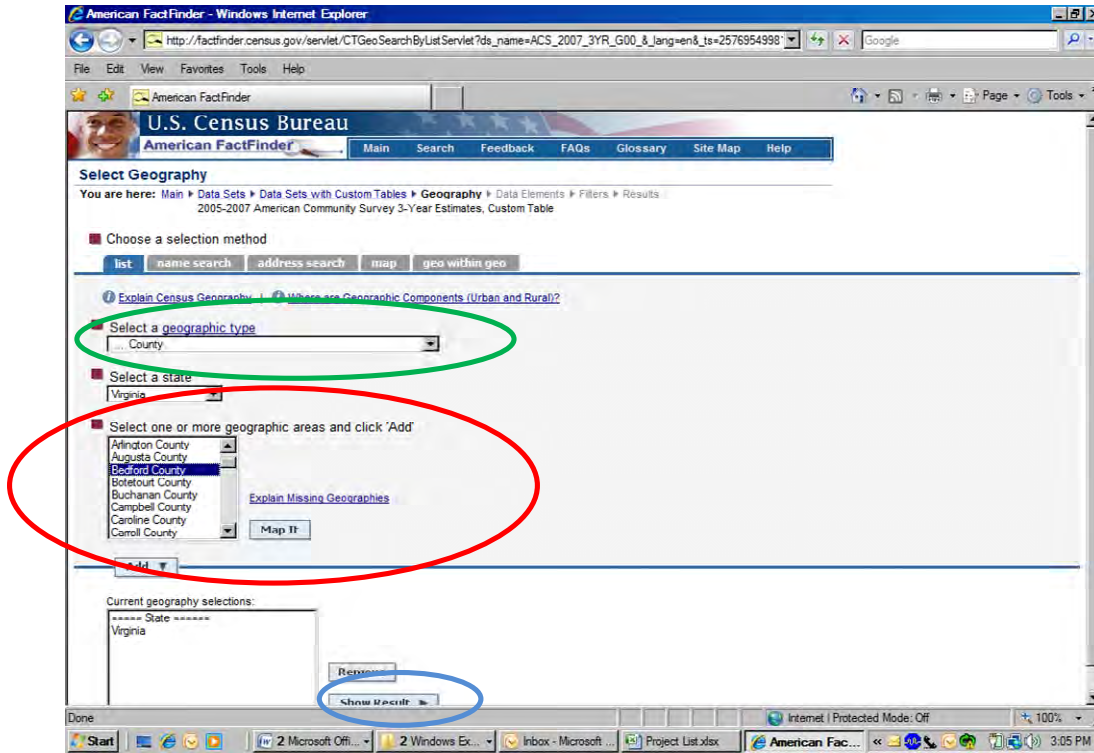 American FactFinder - Windows Internet Explorer
http://factfinder.census.gov/servlet/CTGeoSearchByListServlet?ds_name=ACS_2007_3YR_G00_&_lang=en&_ts=2576954998
Google
File Edit View Favorites Tools Help
American FactFinder
Page Tools
U.S. Census Bureau
American FactFinder
Main Search Feedback FAQs Glossary Site Map Help
Select Geography
You are here: Main Data Sets Data Sets with Custom Tables Geography Data Elements Filters Results
2005-2007 American Community Survey 3-Year Estimates, Custom Table
Choose a selection method
list name search address search map geo within geo
Explain Census Geography | Where are Geographic Components (Urban and Rural)?
Select a geographic type
... County
Select a state
Virginia
Select one or more geographic areas and click 'Add'
Arlington County
Augusta County
Bedford County
Botetourt County
Buchanan County
Campbell County
Caroline County
Carroll County
Explain Missing Geographies
Map It
Add
Current geography selections:
===== State ======
Virginia
Remove
Show Result
Done
Internet | Protected Mode: Off
100%
Start
2 Microsoft Offi...
2 Windows Ex...
Inbox - Microsoft ...
Project List.xlsx
American Fac...
3:05 PM